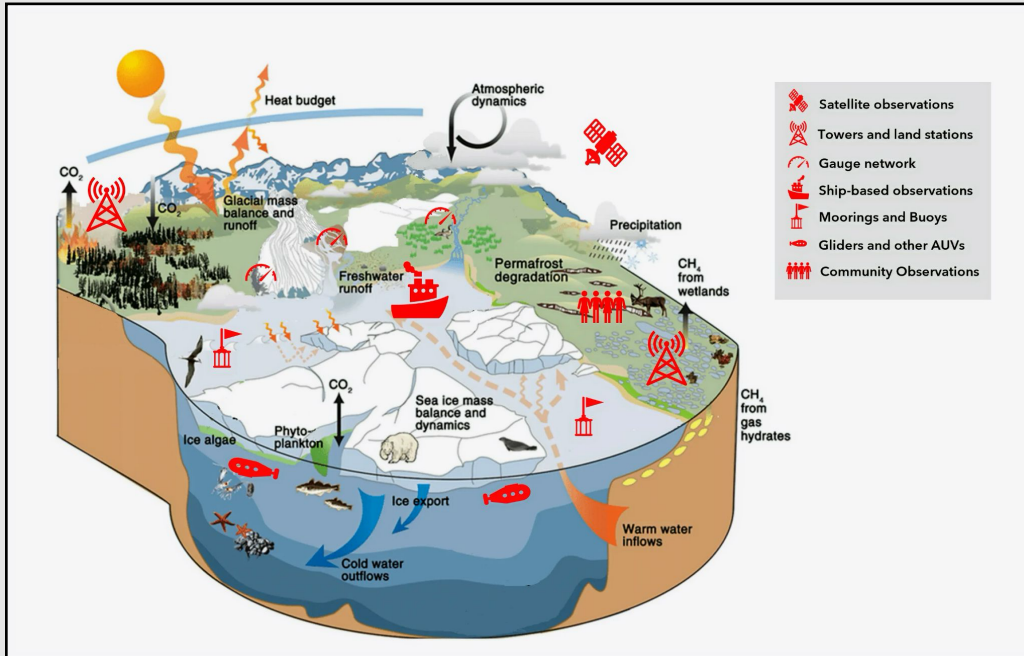 Heat budget
Atmospheric
dynamics
CO₂
CO₂
Glacial mass
balance and
runoff
Precipitation
Freshwater
runoff
Permafrost
degradation
CH₄
from
wetlands
CO₂
Sea ice mass
balance and
dynamics
CH₄
from
gas
hydrates
Ice algae
Phyto-
plankton
Ice export
Warm water
inflows
Cold water
outflows
Satellite observations
Towers and land stations
Gauge network
Ship-based observations
Moorings and Buoys
Gliders and other AUVs
Community Observations